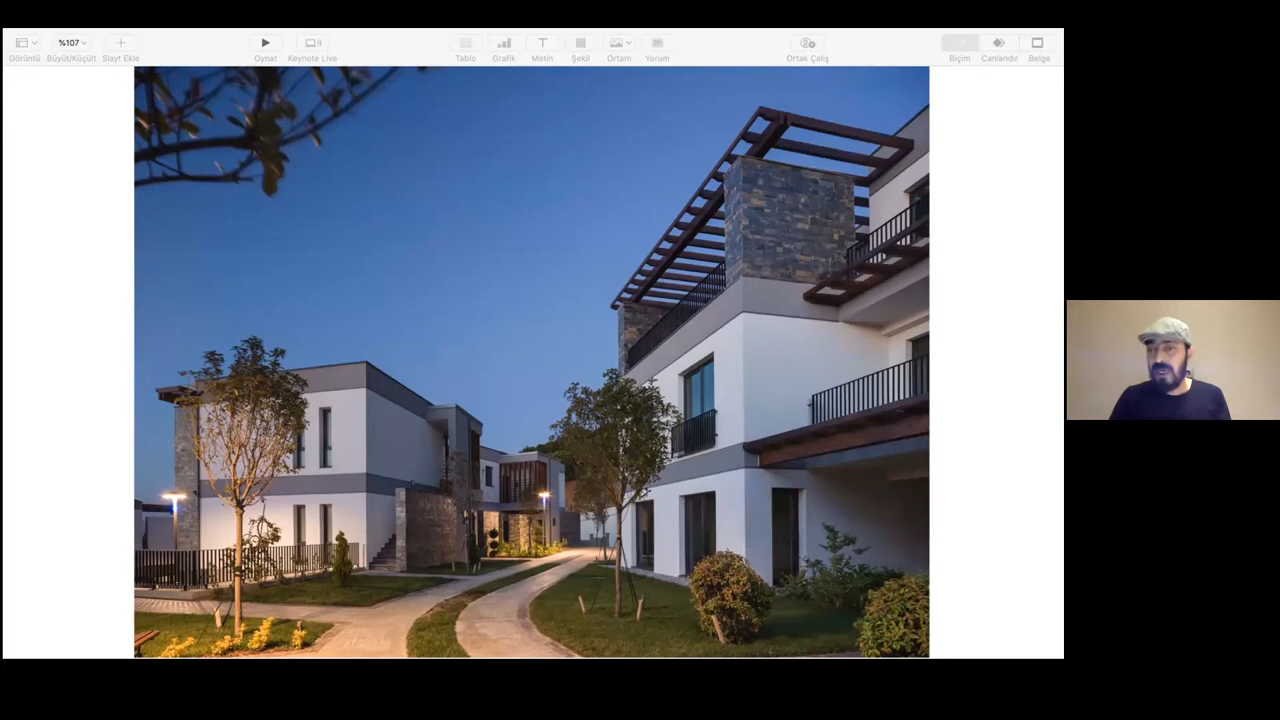 %107
Görüntü
Büyüt/Küçült
Slayt Ekle
Oynat
Keynote Live
Tablo
Grafik
Metin
Şekil
Ortam
Yorum
Ortak Çalış
Biçim
Canlandır
Belge